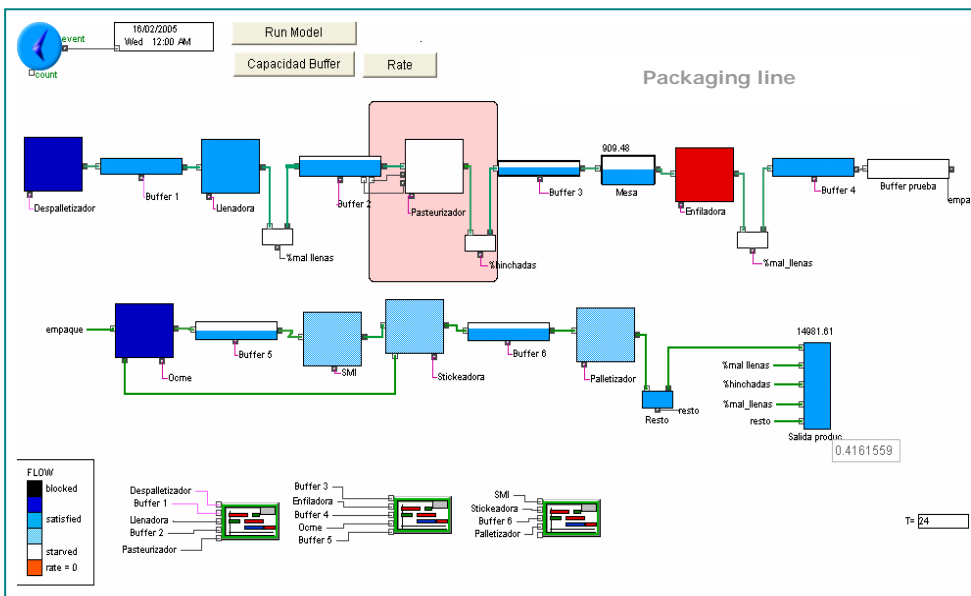 event
count
16/02/2005
Wed 12:00 AM
Run Model
Capacidad Buffer
Rate
Packaging line
Despalletizador
Buffer 1
Llenadora
%mal llenas
Buffer 2
Pasteurizador
%hinchadas
Buffer 3
909.48
Mesa
Enfiladora
%mal_llenas
Buffer 4
Buffer prueba
empa
empaque
Ocme
Buffer 5
SMI
Stickeadora
Buffer 6
Palletizador
Resto
resto
14981.61
%mal llenas
%hinchadas
%mal_llenas
resto
Salida produc
0.4161559
FLOW
blocked
satisfied
starved
rate = 0
Despalletizador
Buffer 1
Llenadora
Buffer 2
Pasteurizador
Buffer 3
Enfiladora
Buffer 4
Ocme
Buffer 5
SMI
Stickeadora
Buffer 6
Palletizador
T= 24